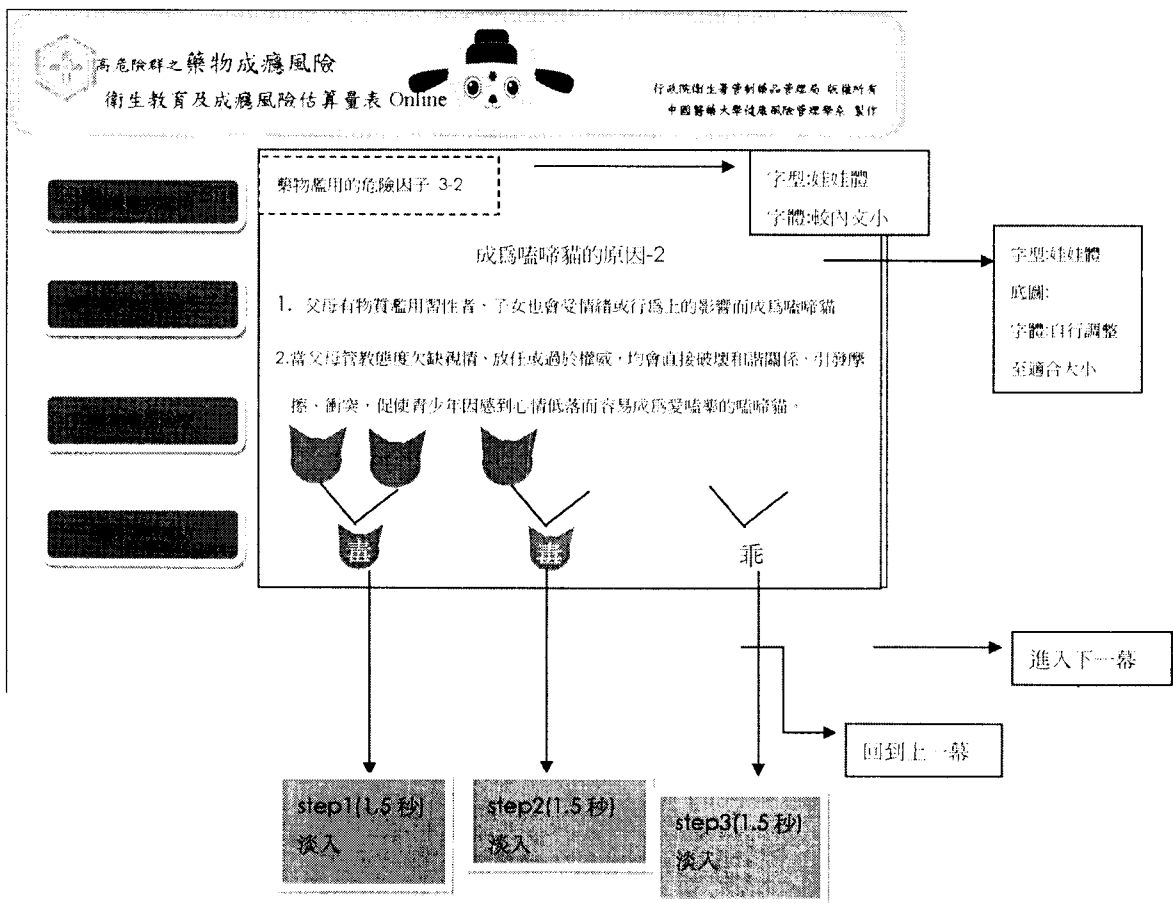 高危險群之藥物成癮風險
衛生教育及成癮風險估算量表 Online
行政院衛生署管制藥品管理局 版權所有
中國醫藥大學健康風險管理學系 製作
藥物濫用的危險因子 3-2
字型:娃娃體
字體:較內文小
成為嗑啼貓的原因-2
字型:娃娃體
底圖:
字體:自行調整
至適合大小
1. 父母有物質濫用習性者、子女也會受情緒或行為上的影響而成為嗑啼貓
2.當父母管教態度欠缺親情、放任或過於權威，均會直接破壞和諧關係、引發摩
擦、衝突，促使青少年因感到心情低落而容易成為愛嗑藥的嗑啼貓。
毒
毒
乖
進入下一幕
回到上一幕
step1(1.5 秒)
淡入
step2(1.5 秒)
淡入
step3(1.5 秒)
淡入